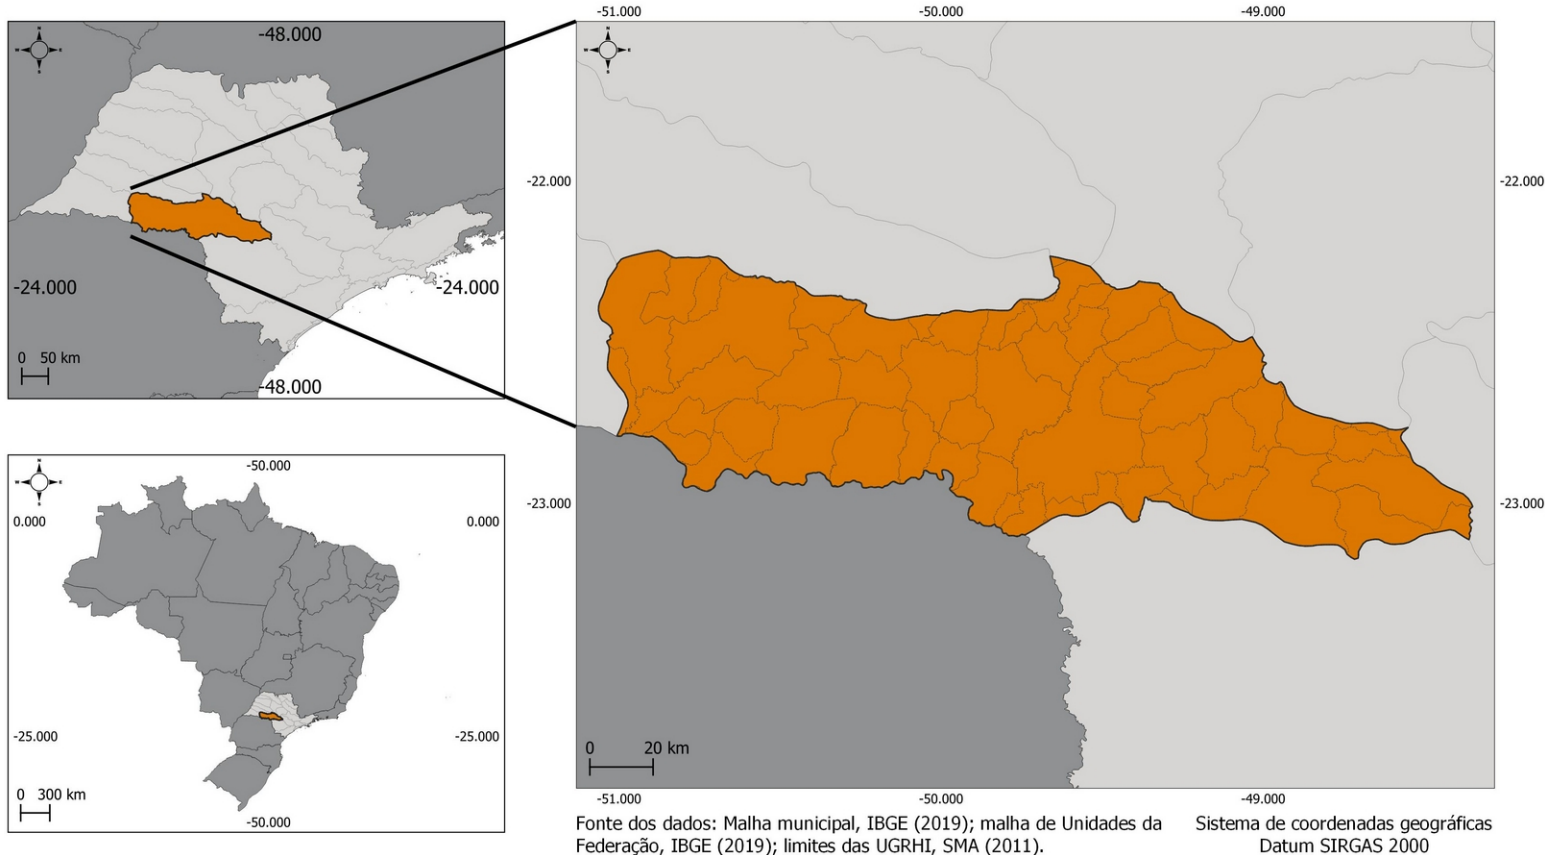 -48.000
-24.000
-24.000
0 50 km
-48.000
-50.000
0.000
0.000
-25.000
-25.000
0 300 km
-50.000
-51.000
-50.000
-49.000
-22.000
-22.000
-23.000
-23.000
0 20 km
-51.000
-50.000
-49.000
Fonte dos dados: Malha municipal, IBGE (2019); malha de Unidades da
Federação, IBGE (2019); limites das UGRHI, SMA (2011).
Sistema de coordenadas geográficas
Datum SIRGAS 2000